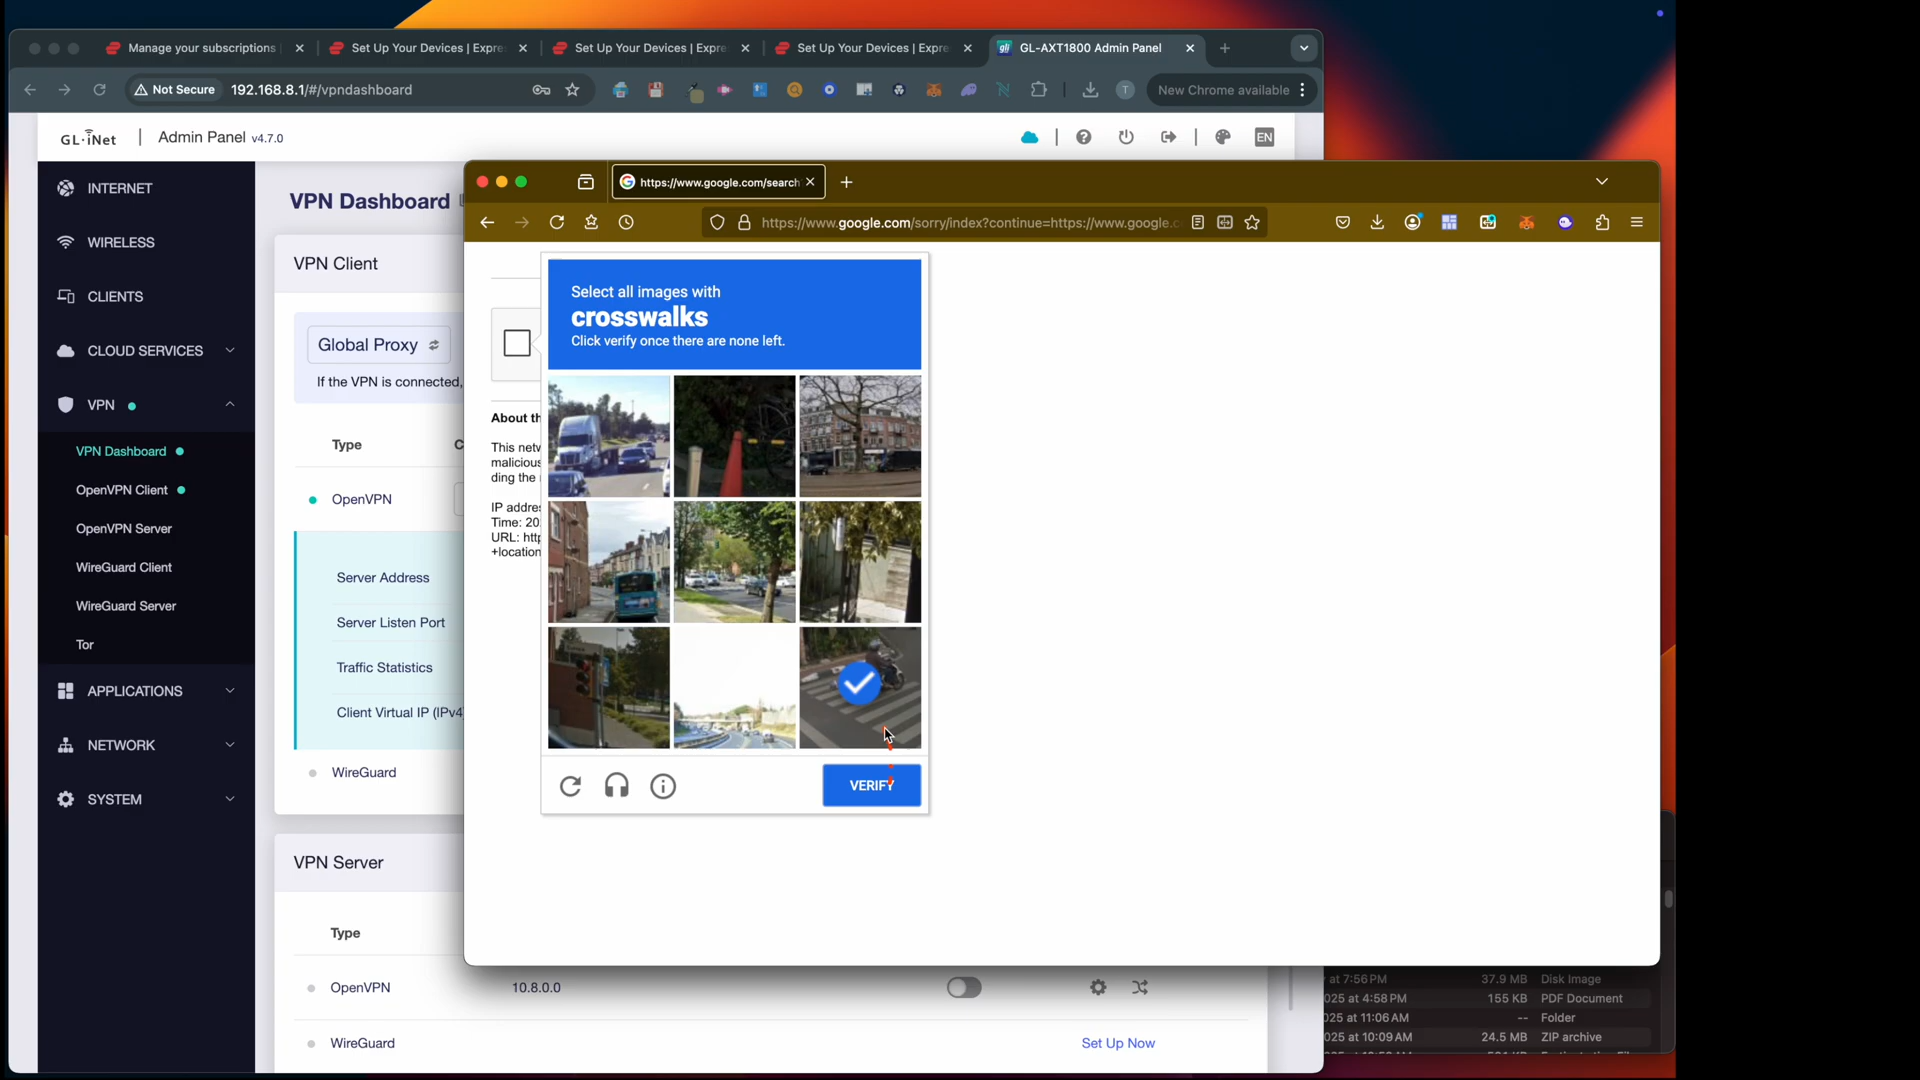 Manage your subscriptions
Set Up Your Devices | Expre
Set Up Your Devices | Expre
Set Up Your Devices | Expre
GL-AXT1800 Admin Panel
Not Secure
192.168.8.1/#/vpndashboard
New Chrome available
GL·iNet
Admin Panel v4.7.0
EN
INTERNET
WIRELESS
CLIENTS
CLOUD SERVICES
VPN
VPN Dashboard
OpenVPN Client
OpenVPN Server
WireGuard Client
WireGuard Server
Tor
APPLICATIONS
NETWORK
SYSTEM
VPN Dashboard
VPN Client
Global Proxy
If the VPN is connected,
Type
C
OpenVPN
Server Address
Server Listen Port
Traffic Statistics
Client Virtual IP (IPv4
WireGuard
VPN Server
Type
OpenVPN
10.8.0.0
WireGuard
Set Up Now
https://www.google.com/search
https://www.google.com/sorry/index?continue=https://www.google.c
About th
This netw
malicious
ding the
IP addre
Time: 20
URL: http
+location
Select all images with
crosswalks
Click verify once there are none left.
VERIFY
at 7:56 PM 37.9 MB Disk Image
025 at 4:58 PM 155 KB PDF Document
025 at 11:06 AM -- Folder
025 at 10:09 AM 24.5 MB ZIP archive